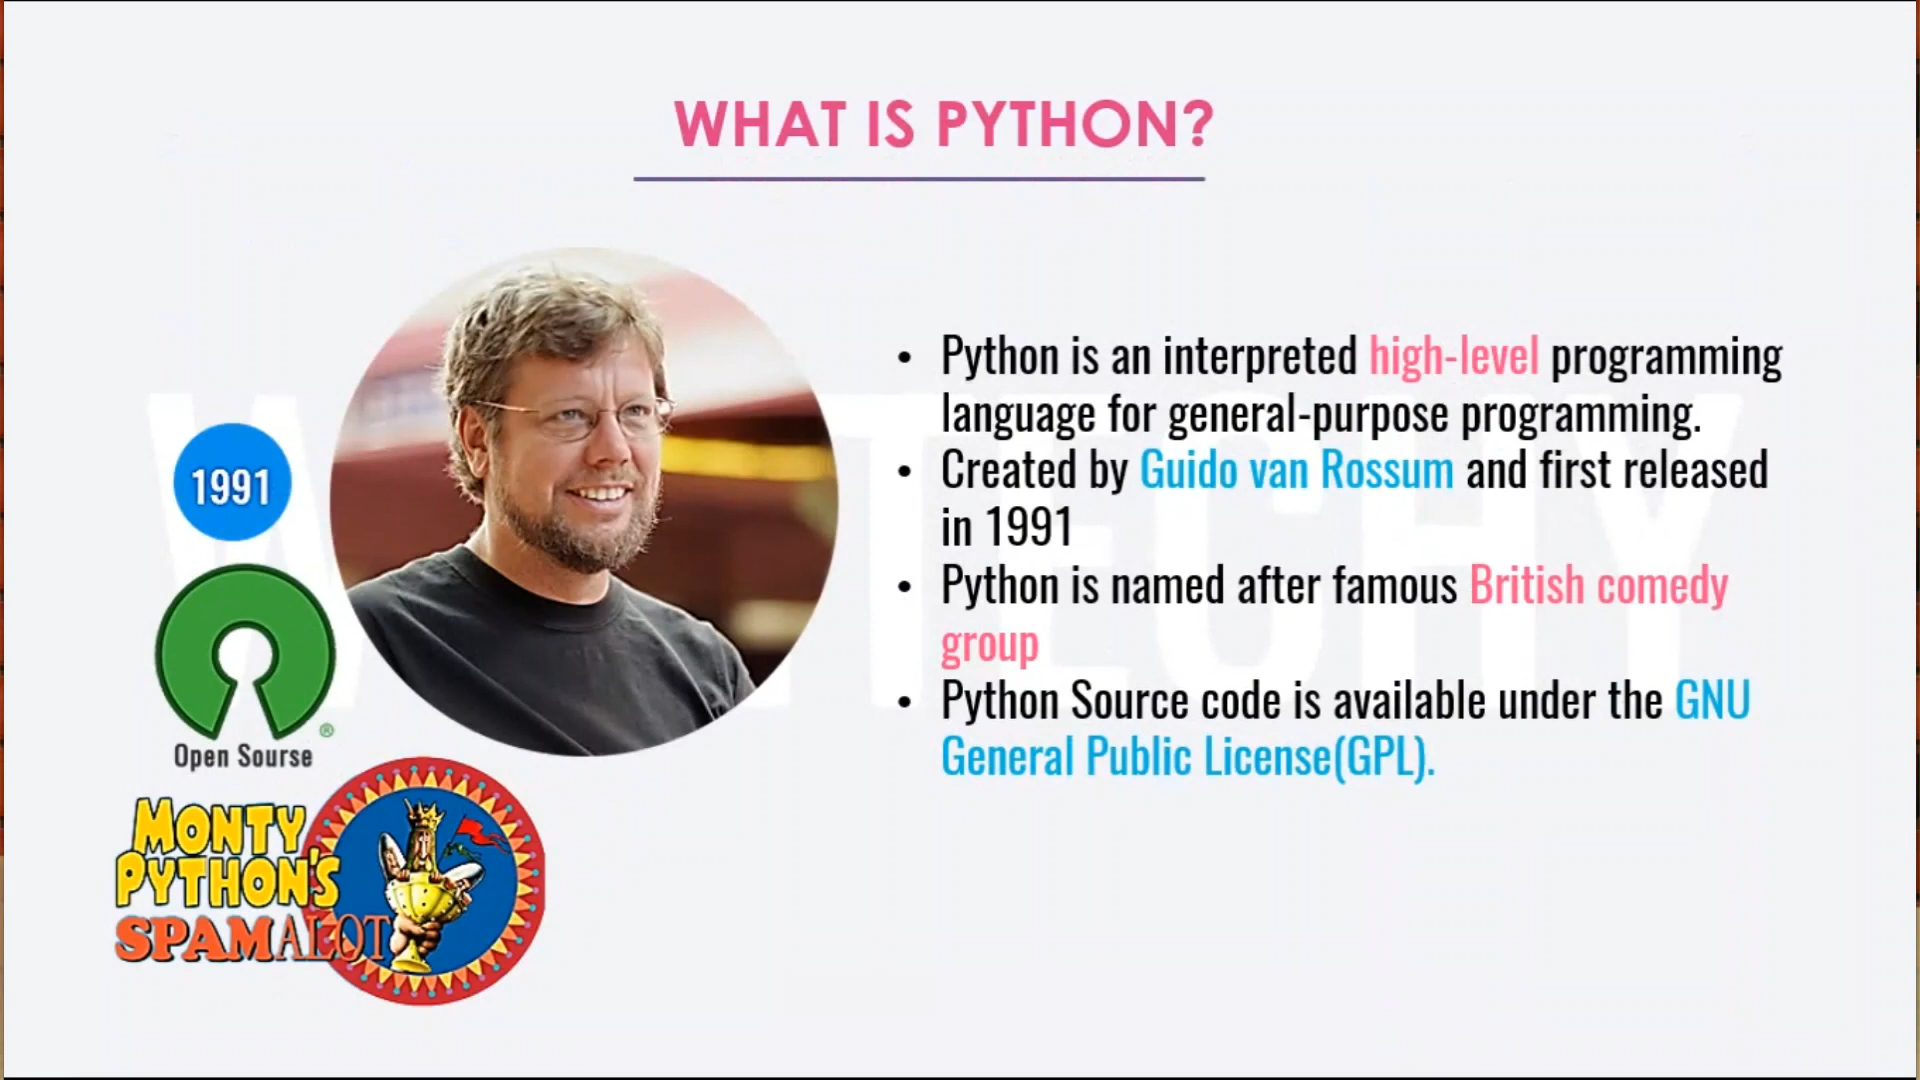 WHAT IS PYTHON?
1991
Open Sourse
®
MONTY
PYTHON'S
SPAMALOT
• Python is an interpreted high-level programming
language for general-purpose programming.
• Created by Guido van Rossum and first released
in 1991
• Python is named after famous British comedy
group
• Python Source code is available under the GNU
General Public License(GPL).